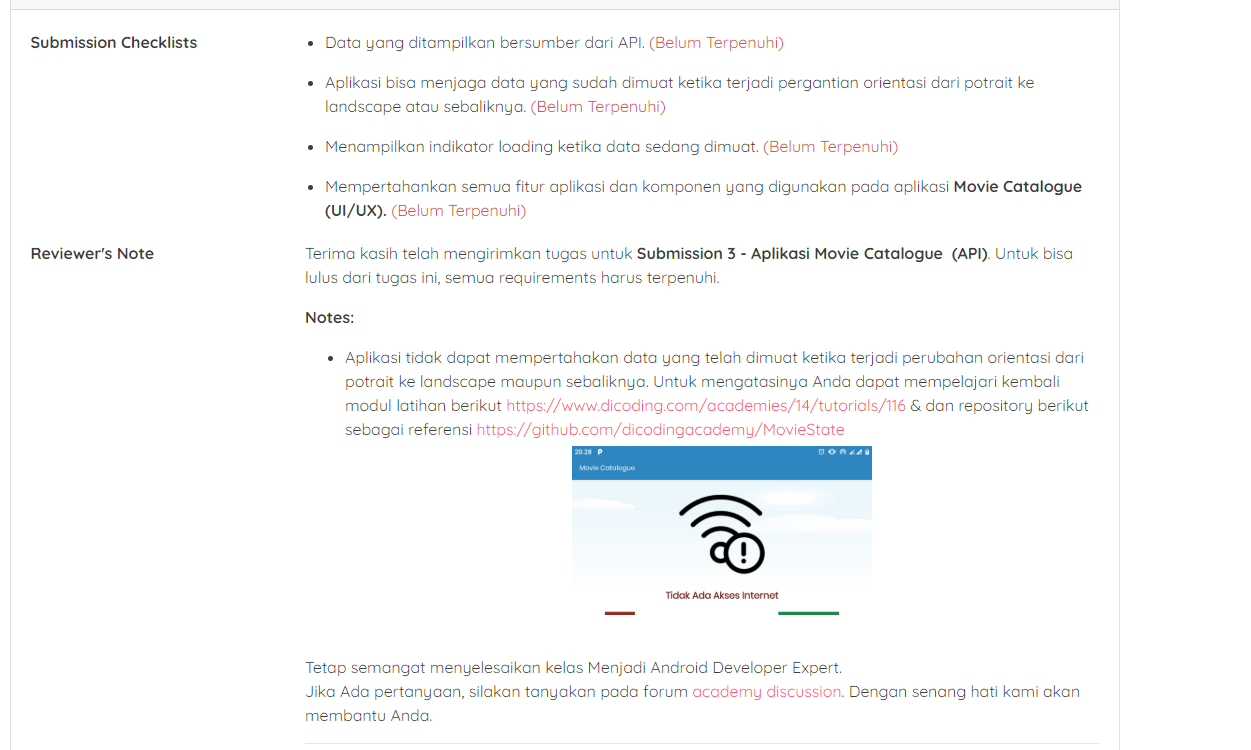 Submission Checklists
• Data yang ditampilkan bersumber dari API. (Belum Terpenuhi)
• Aplikasi bisa menjaga data yang sudah dimuat ketika terjadi pergantian orientasi dari potrait ke
landscape atau sebaliknya. (Belum Terpenuhi)
• Menampilkan indikator loading ketika data sedang dimuat. (Belum Terpenuhi)
• Mempertahankan semua fitur aplikasi dan komponen yang digunakan pada aplikasi Movie Catalogue
(UI/UX). (Belum Terpenuhi)
Reviewer's Note
Terima kasih telah mengirimkan tugas untuk Submission 3 - Aplikasi Movie Catalogue (API). Untuk bisa
lulus dari tugas ini, semua requirements harus terpenuhi.
Notes:
• Aplikasi tidak dapat mempertahakan data yang telah dimuat ketika terjadi perubahan orientasi dari
potrait ke landscape maupun sebaliknya. Untuk mengatasinya Anda dapat mempelajari kembali
modul latihan berikut https://www.dicoding.com/academies/14/tutorials/116 & dan repository berikut
sebagai referensi https://github.com/dicodingacademy/MovieState
20.28
Movie Catalogue
Tidak Ada Akses Internet
Tetap semangat menyelesaikan kelas Menjadi Android Developer Expert.
Jika Ada pertanyaan, silakan tanyakan pada forum academy discussion. Dengan senang hati kami akan
membantu Anda.